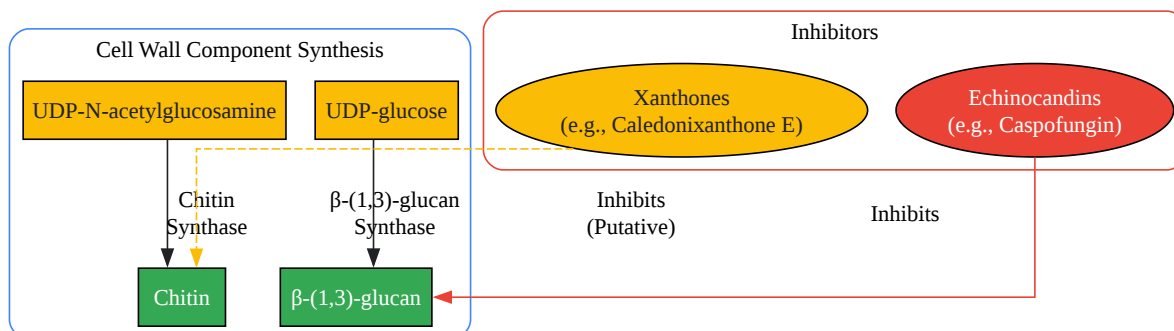 Cell Wall Component Synthesis
Inhibitors
UDP-N-acetylglucosamine
UDP-glucose
Xanthones
(e.g., Caledonixanthone E)
Echinocandins
(e.g., Caspofungin)
Chitin
Synthase
β-(1,3)-glucan
Synthase
Inhibits
(Putative)
Inhibits
Chitin
β-(1,3)-glucan